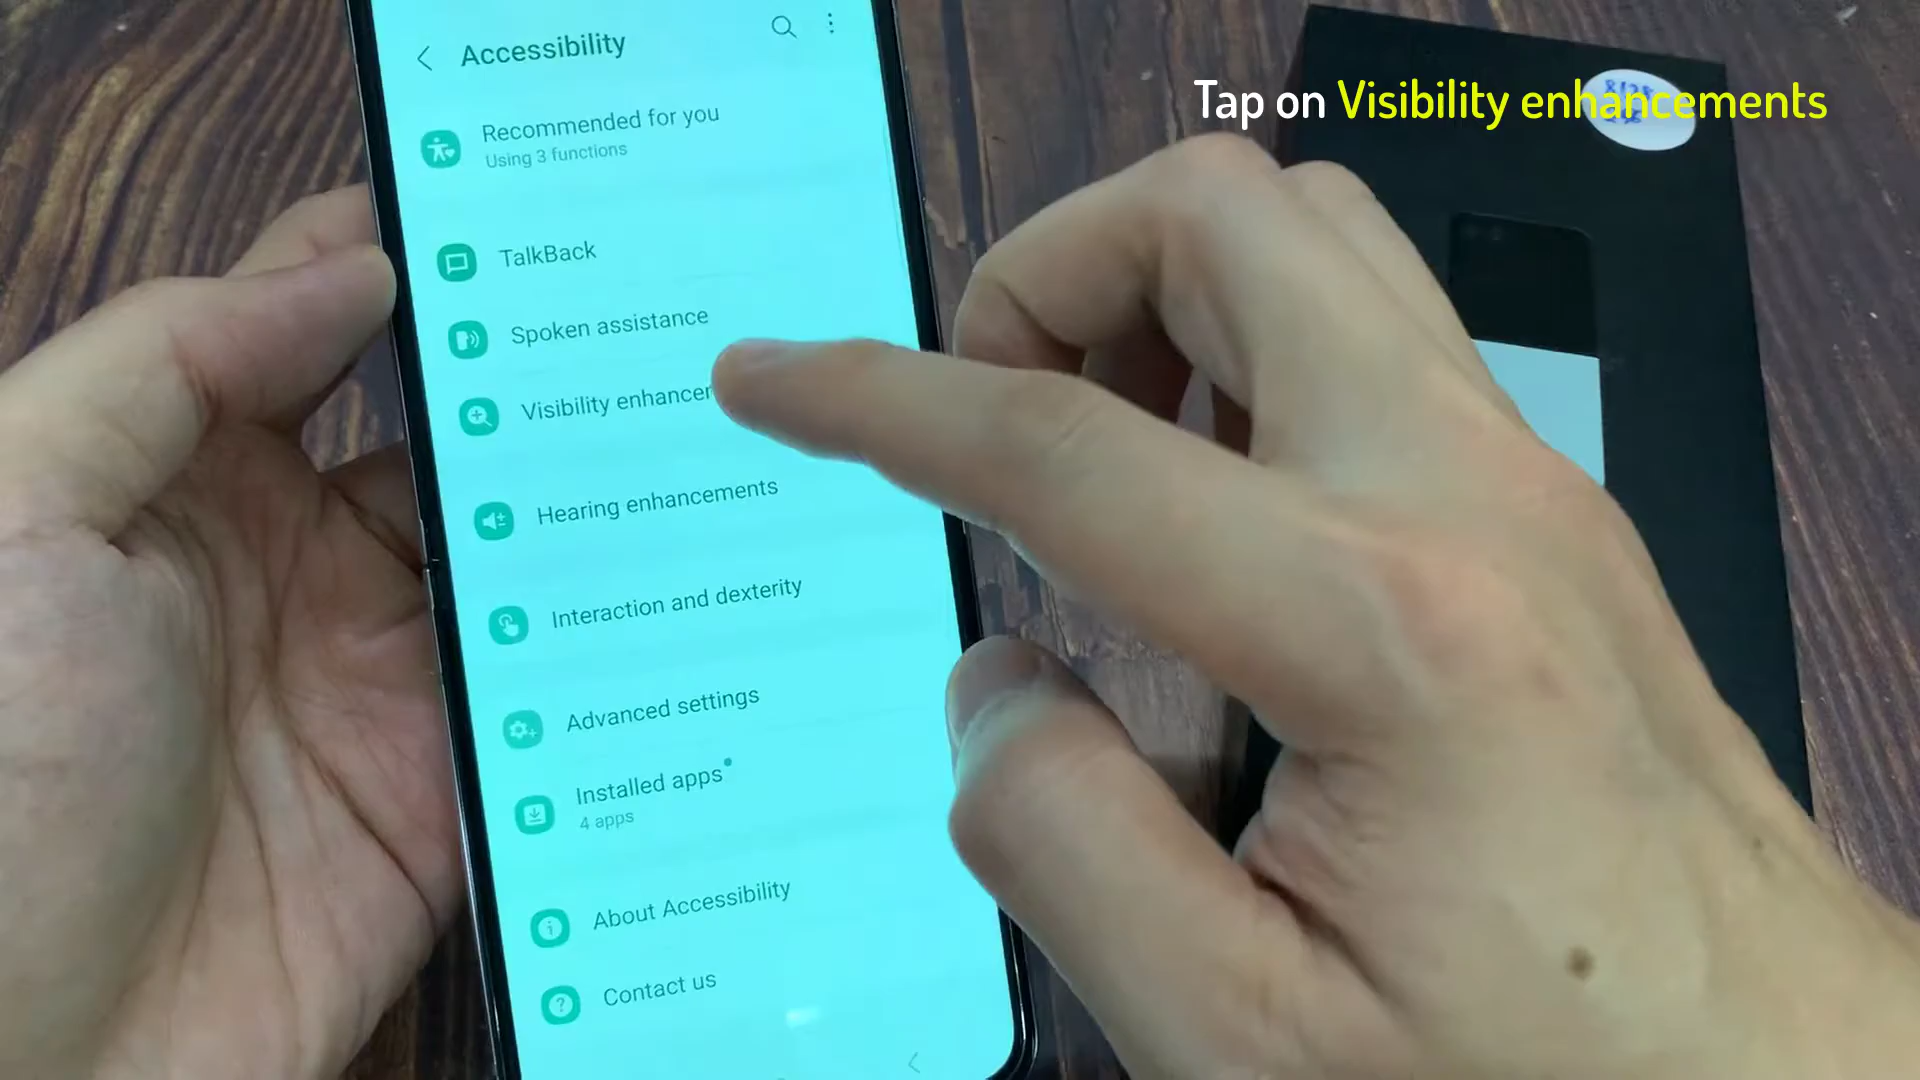 Accessibility
Tap on Visibility enhancements
Recommended for you
Using 3 functions
TalkBack
Spoken assistance
Visibility enhancem
Hearing enhancements
Interaction and dexterity
Advanced settings
Installed apps
4 apps
About Accessibility
Contact us